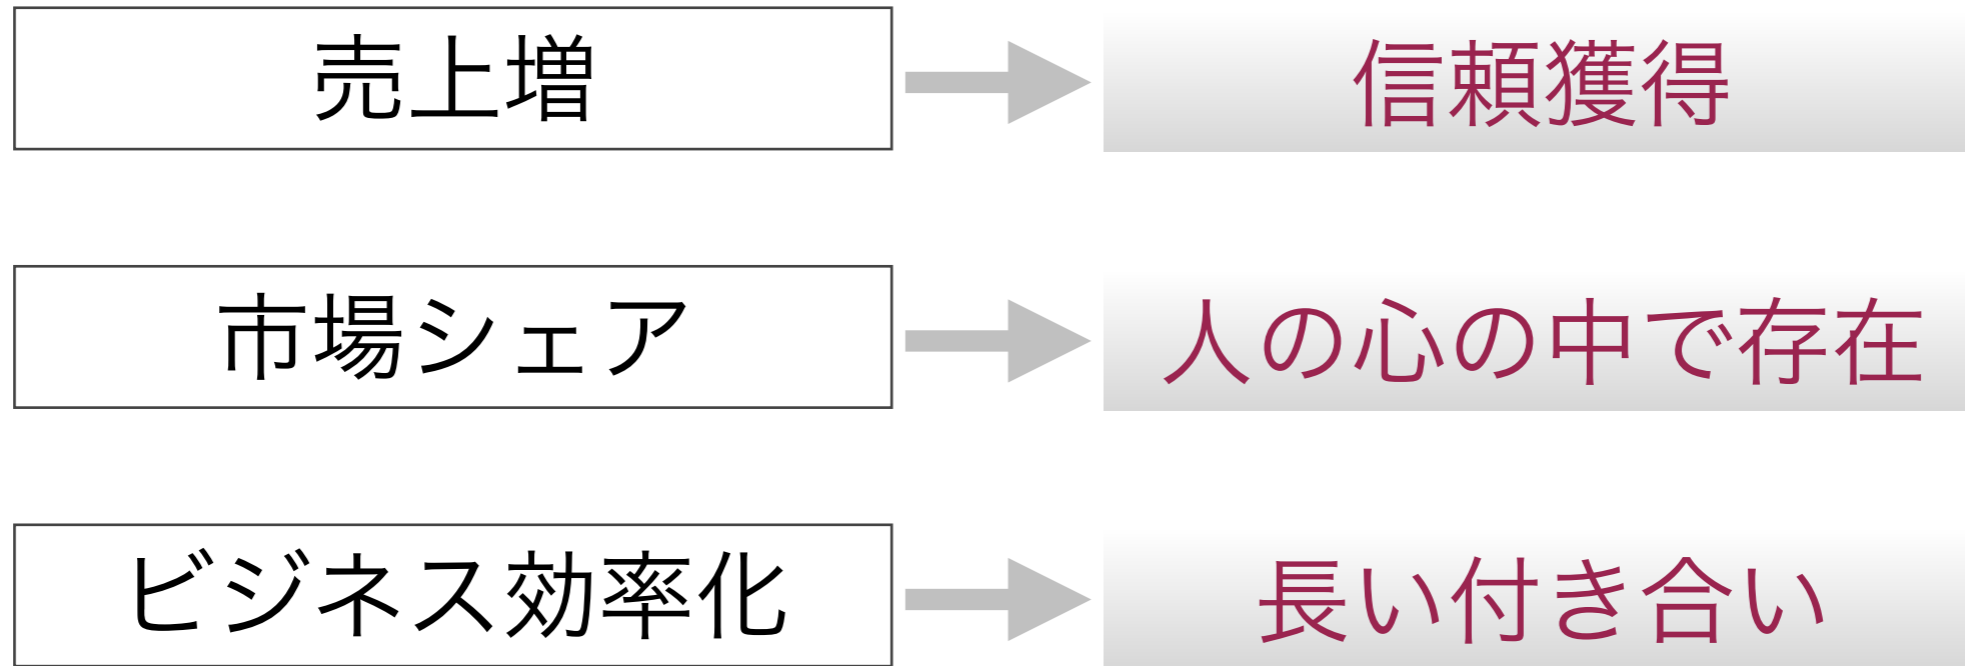 売上増
信頼獲得
市場シェア
人の心の中で存在
ビジネス効率化
長い付き合い